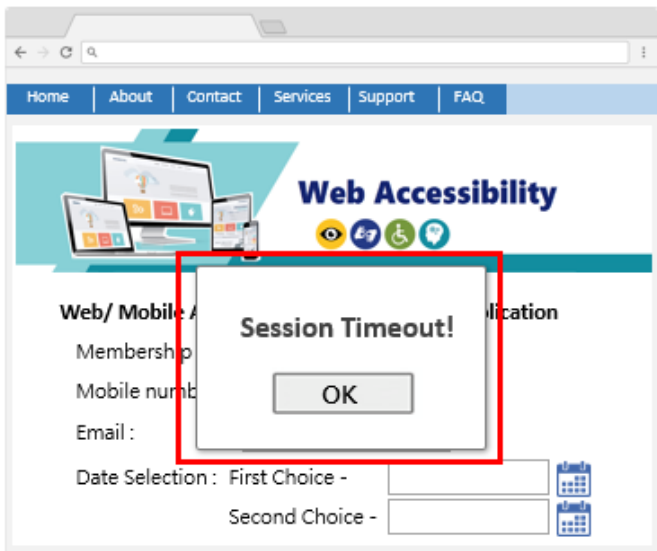 Home About Contact Services Support FAQ
Web Accessibility
Web/ Mobile A lication
Session Timeout!
Membership
Mobile numb
OK
Email :
Date Selection : First Choice -
Second Choice -